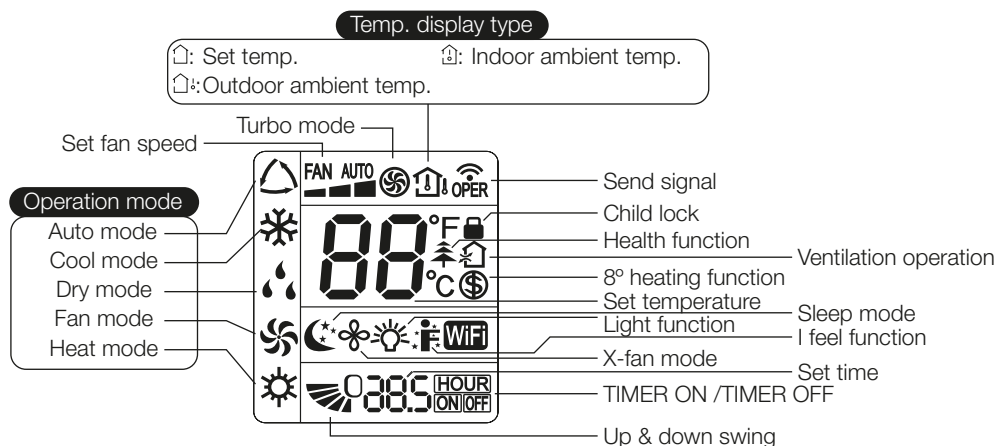 Temp. display type
: Set temp. : Indoor ambient temp.
:Outdoor ambient temp.
Turbo mode
Set fan speed
FAN AUTO
OPER
Send signal
Operation mode
Auto mode
Cool mode
Dry mode
Fan mode
Heat mode
88 °F
°C
Child lock
Health function
Ventilation operation
8º heating function
Set temperature
Sleep mode
Light function
I feel function
WiFi
X-fan mode
Set time
088.5 HOUR
ON OFF
TIMER ON /TIMER OFF
Up & down swing